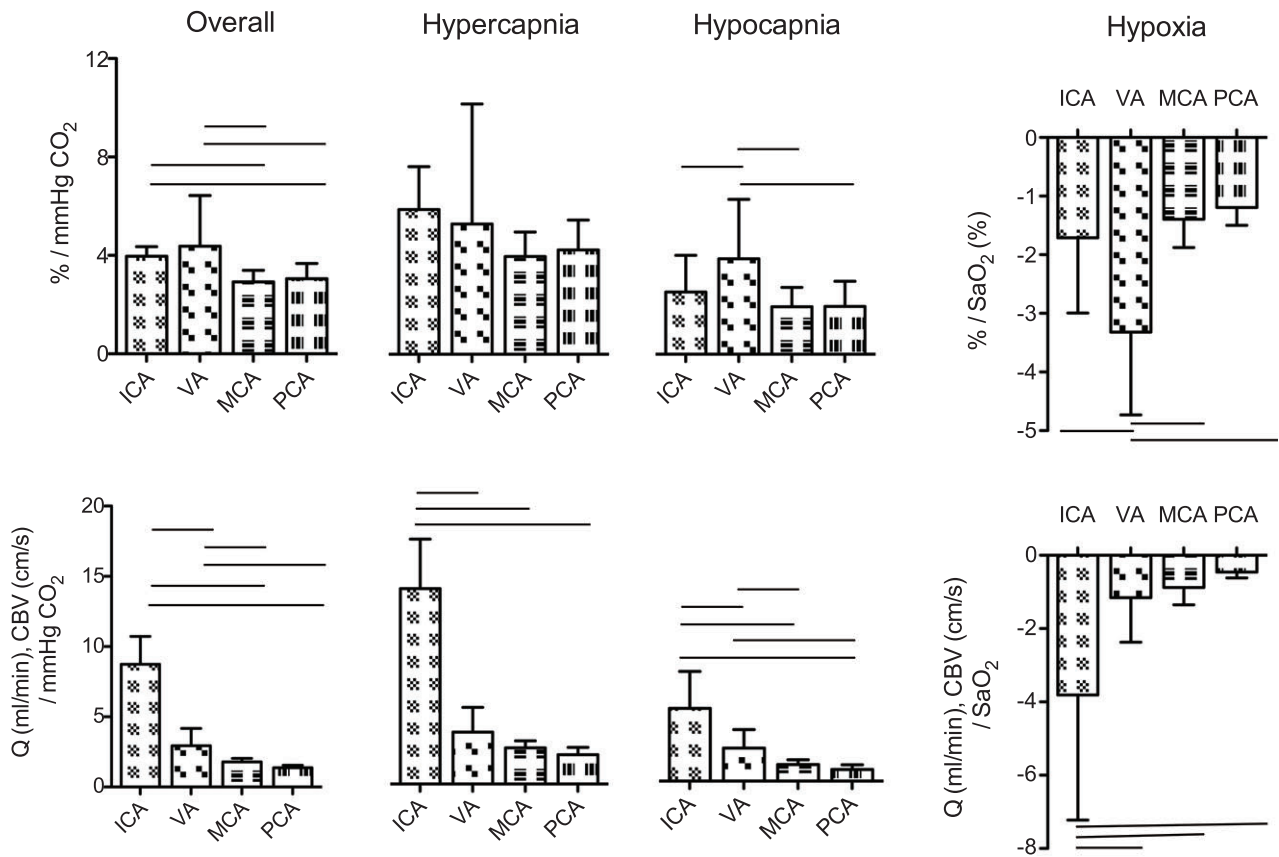 Overall Hypercapnia Hypocapnia Hypoxia
% / mmHg CO2
12
8
4
0
ICA VA MCA PCA
ICA VA MCA PCA
ICA VA MCA PCA
ICA VA MCA PCA
% / SaO2 (%)
0
-1
-2
-3
-4
-5
Q (ml/min), CBV (cm/s)
/ mmHg CO2
20
15
10
5
0
ICA VA MCA PCA
ICA VA MCA PCA
ICA VA MCA PCA
ICA VA MCA PCA
Q (ml/min), CBV (cm/s)
/ SaO2
0
-2
-4
-6
-8